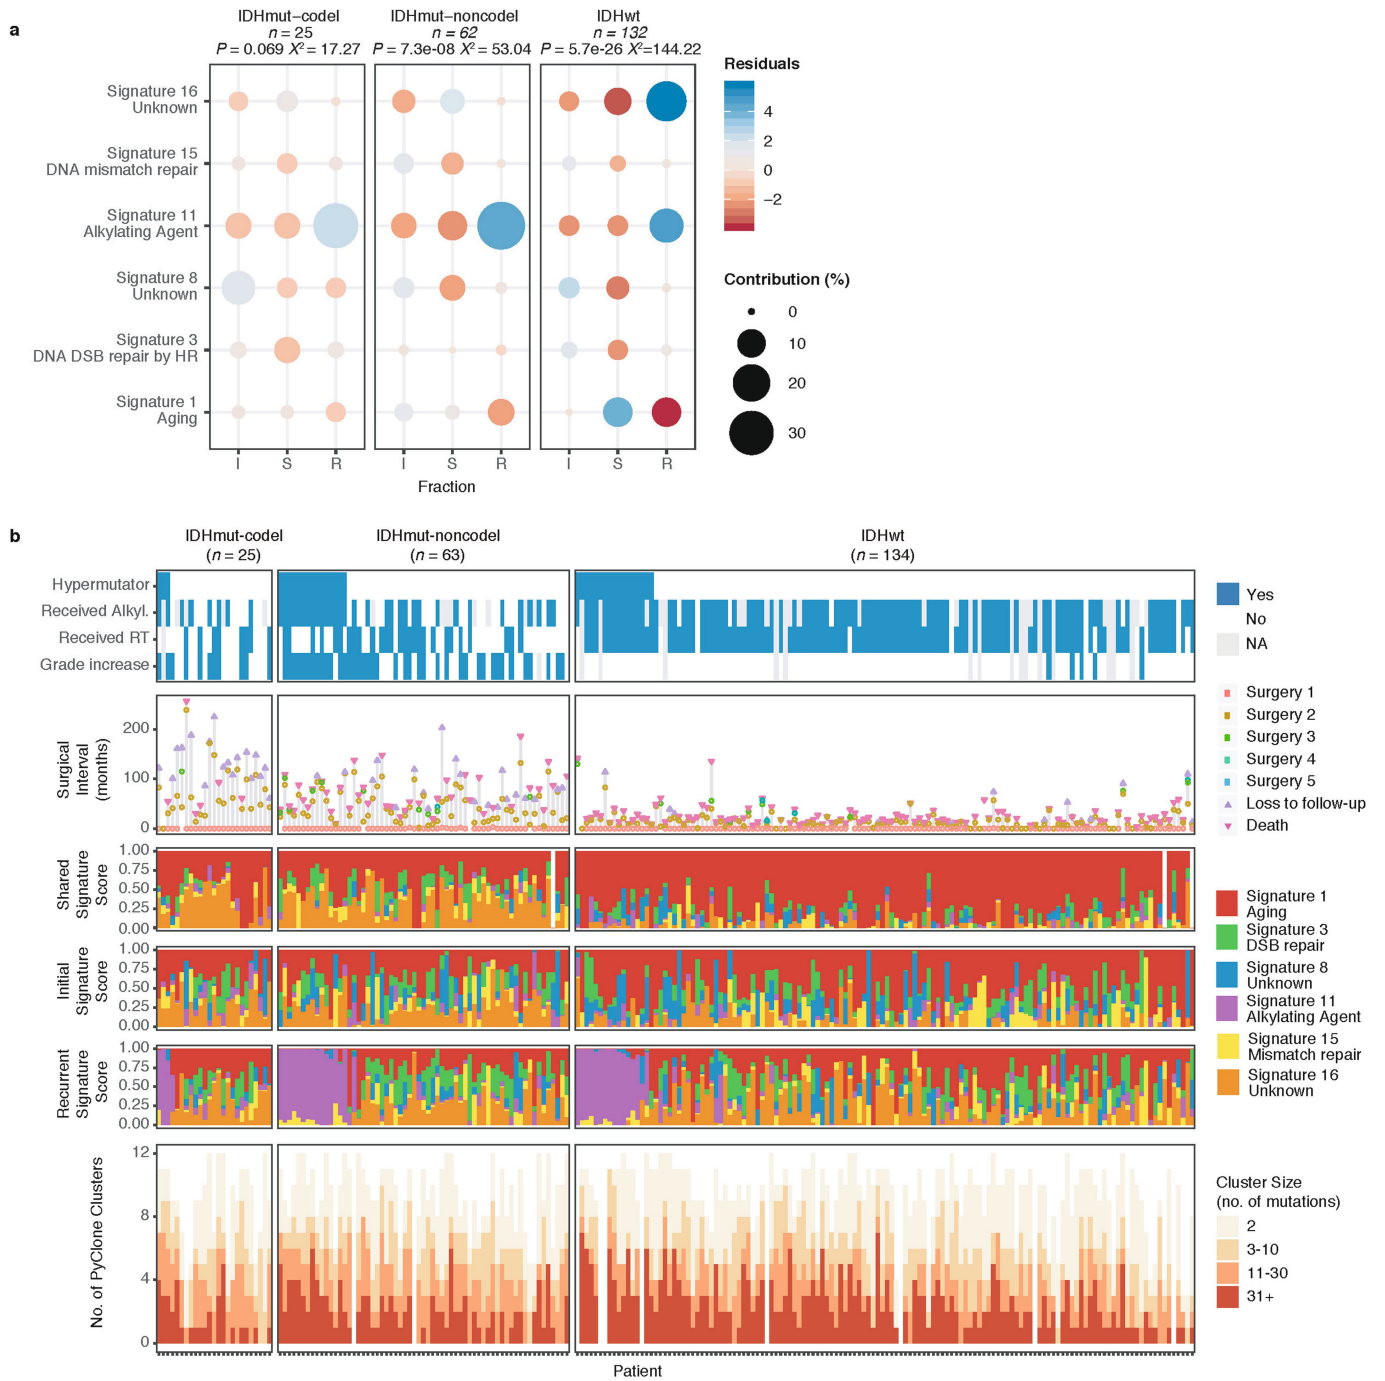 a
IDHmut–codel
n = 25
P = 0.069 X² = 17.27
IDHmut–noncodel
n = 62
P = 7.3e-08 X² = 53.04
IDHwt
n = 132
P = 5.7e-26 X²=144.22
Signature 16
Unknown
Signature 15
DNA mismatch repair
Signature 11
Alkylating Agent
Signature 8
Unknown
Signature 3
DNA DSB repair by HR
Signature 1
Aging
I S R
I S R
I S R
Fraction
Residuals
4
2
0
−2
Contribution (%)
0
10
20
30
b
IDHmut-codel
(n = 25)
IDHmut-noncodel
(n = 63)
IDHwt
(n = 134)
Hypermutator
Received Alkyl.
Received RT
Grade increase
Yes
No
NA
Surgical
Interval
(months)
200
100
0
Surgery 1
Surgery 2
Surgery 3
Surgery 4
Surgery 5
Loss to follow-up
Death
Shared
Signature
Score
1.00
0.75
0.50
0.25
0.00
Initial
Signature
Score
1.00
0.75
0.50
0.25
0.00
Recurrent
Signature
Score
1.00
0.75
0.50
0.25
0.00
Signature 1
Aging
Signature 3
DSB repair
Signature 8
Unknown
Signature 11
Alkylating Agent
Signature 15
Mismatch repair
Signature 16
Unknown
No. of PyClone Clusters
12
8
4
0
Cluster Size
(no. of mutations)
2
3-10
11-30
31+
Patient